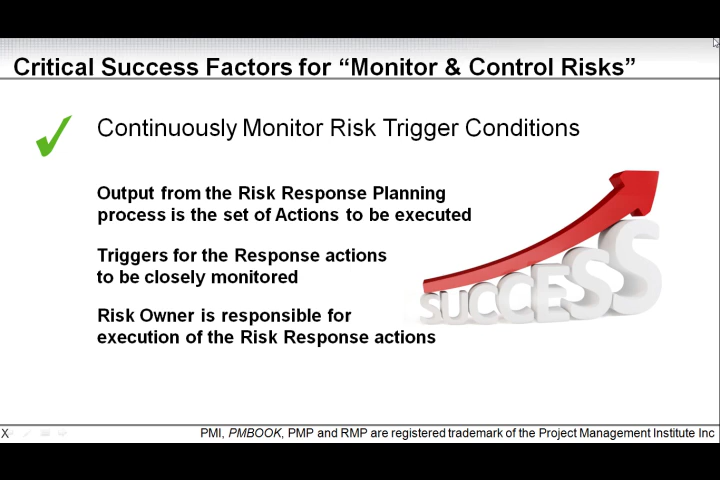 Critical Success Factors for “Monitor & Control Risks”
Continuously Monitor Risk Trigger Conditions
Output from the Risk Response Planning
process is the set of Actions to be executed
Triggers for the Response actions
to be closely monitored
SUCCESS
Risk Owner is responsible for
execution of the Risk Response actions
X
PMI, PMBOOK, PMP and RMP are registered trademark of the Project Management Institute Inc